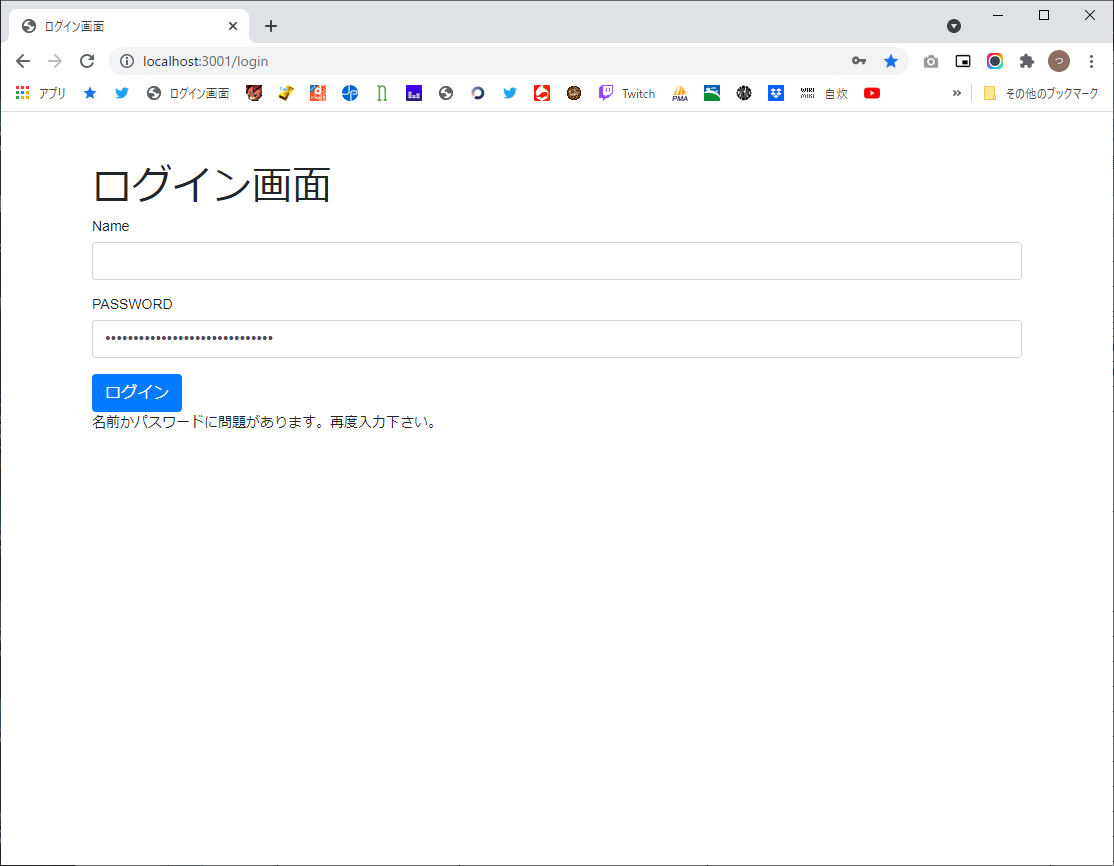 ログイン画面
localhost:3001/login
アプリ
ログイン画面
Twitch
PMA
WIKI
WIKI
自炊
その他のブックマーク
つ
ログイン画面
Name
PASSWORD
••••••••••••••••••••••••••••••
ログイン
名前かパスワードに問題があります。再度入力下さい。